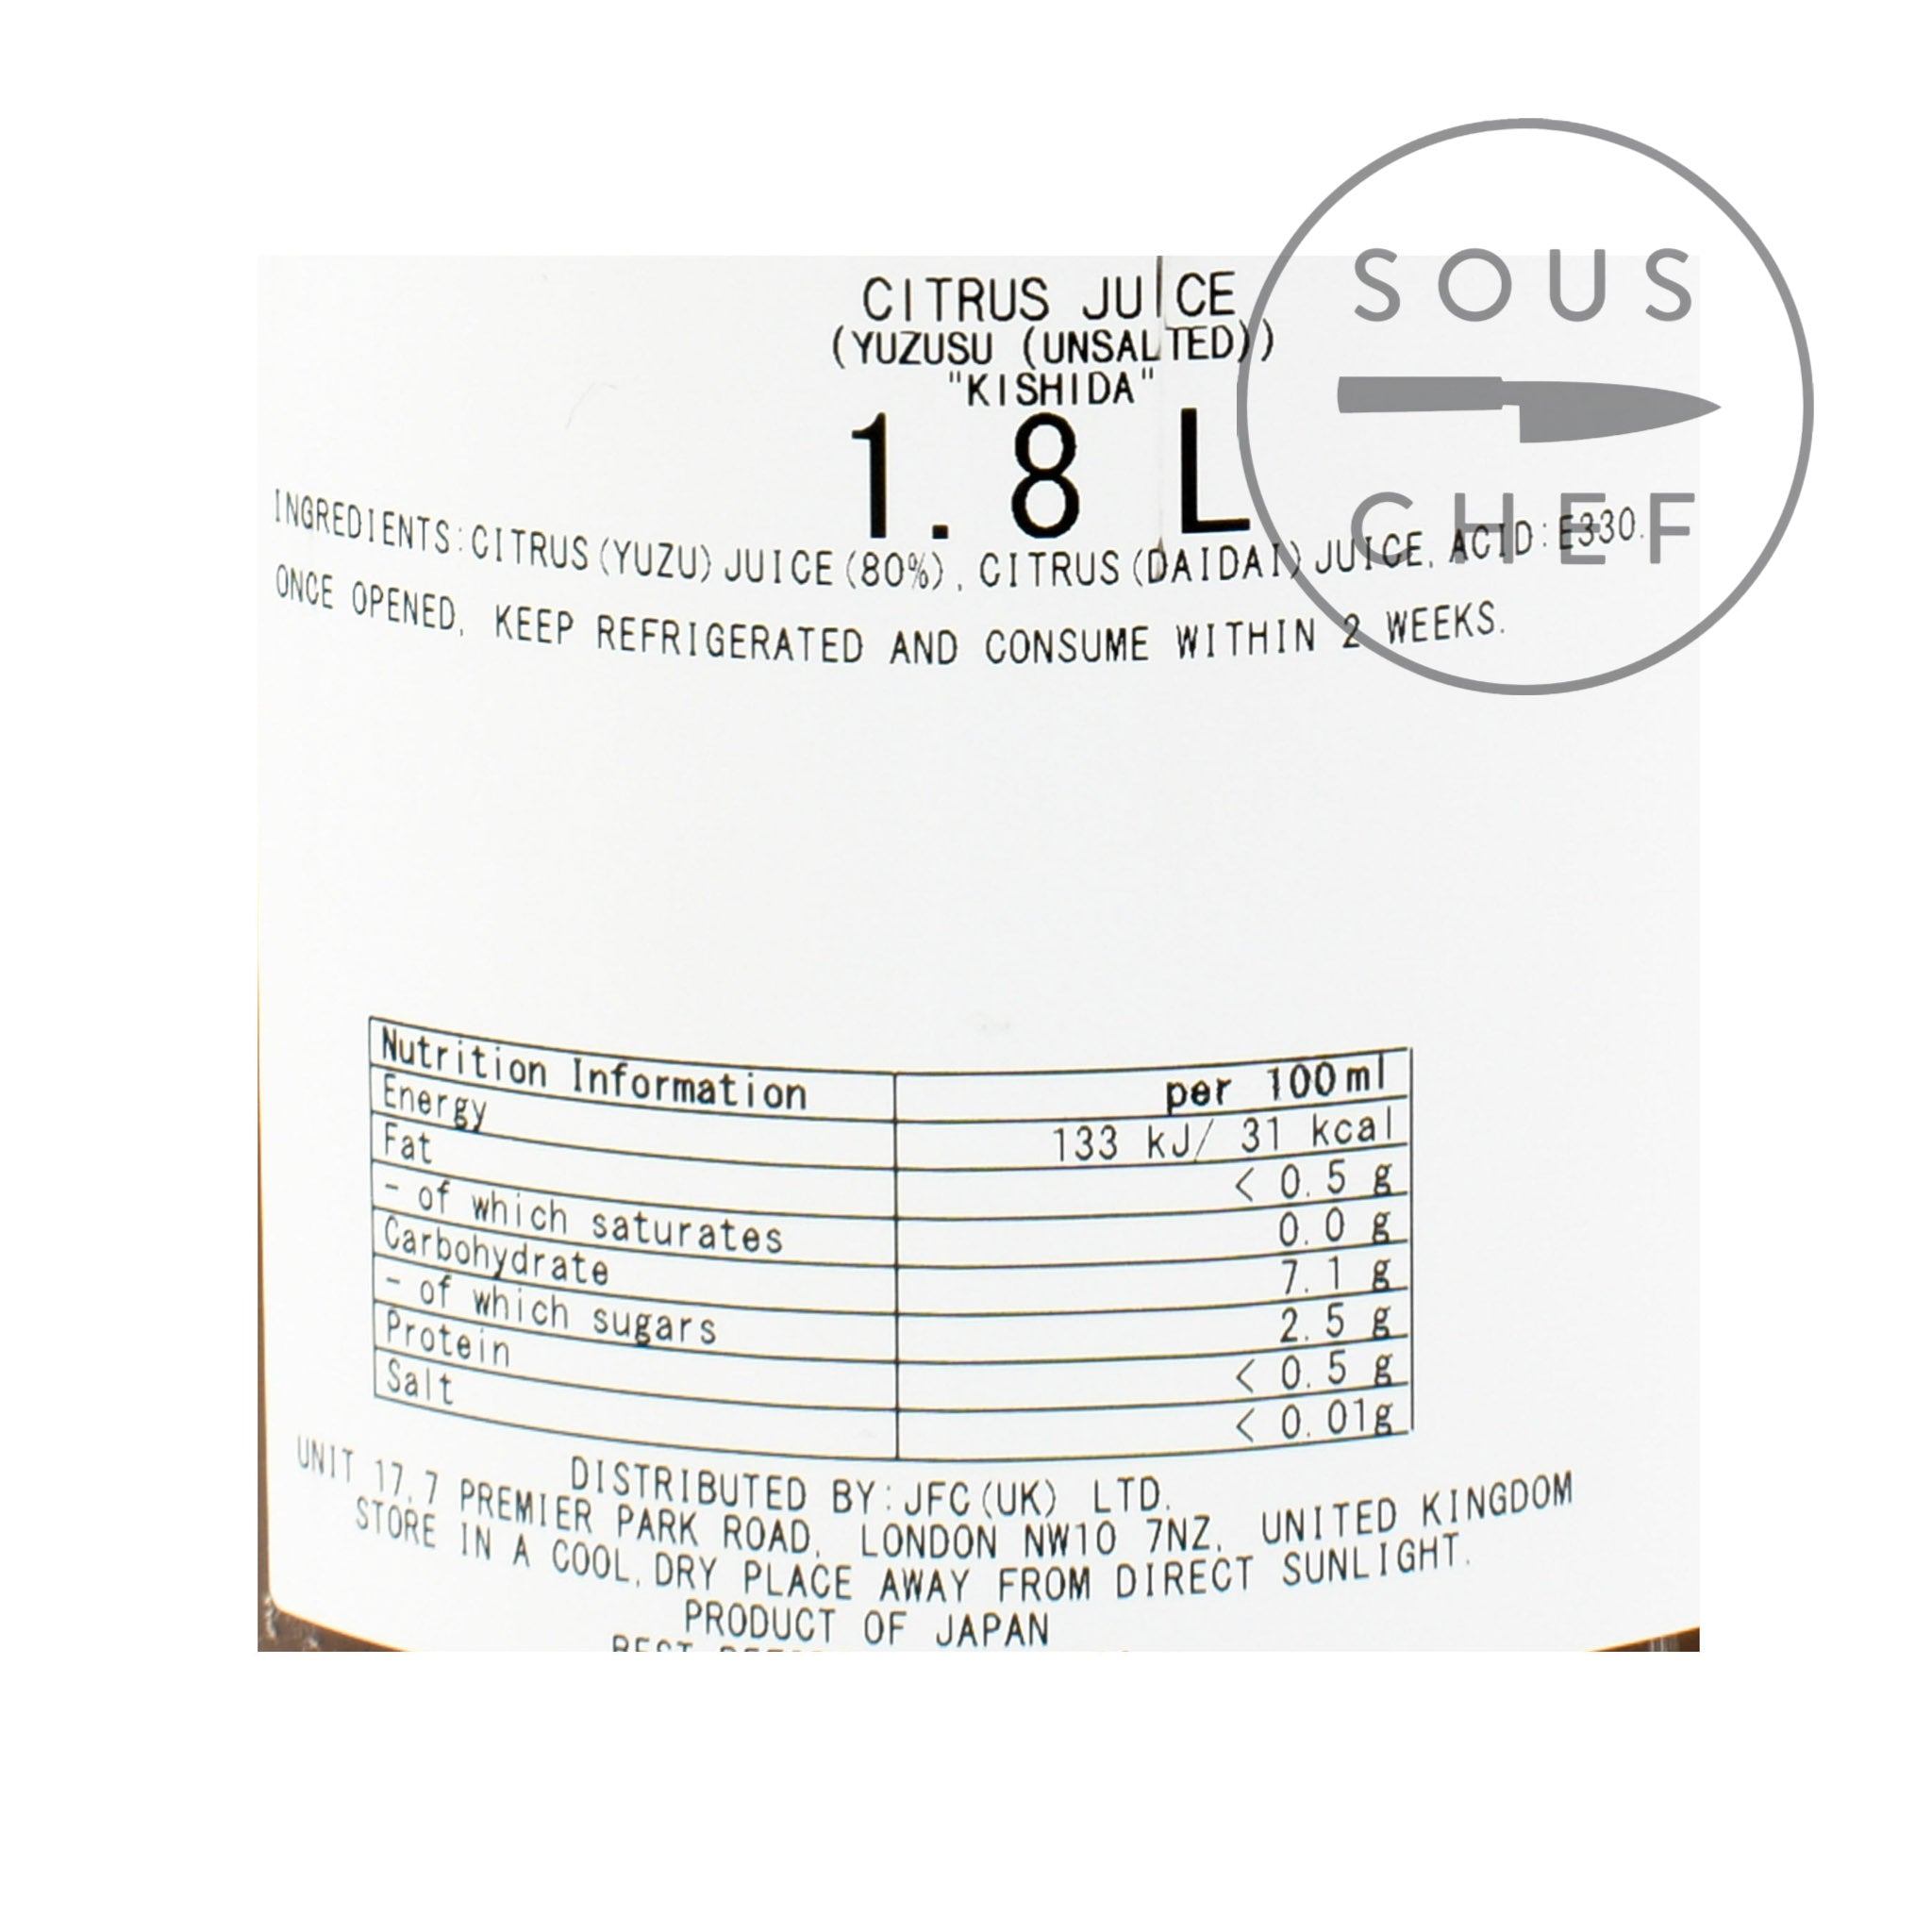 SOUS
CHEF
CITRUS JUICE
(YUZUSU (UNSALTED))
"KISHIDA"
1.8 L
INGREDIENTS:CITRUS(YUZU)JUICE(80%), CITRUS(DAIDAI)JUICE, ACID:E330.
ONCE OPENED, KEEP REFRIGERATED AND CONSUME WITHIN 2 WEEKS.
Nutrition Information per 100ml
Energy 133 kJ/ 31 kcal
Fat < 0.5 g
- of which saturates 0.0 g
Carbohydrate 7.1 g
- of which sugars 2.5 g
Protein < 0.5 g
Salt < 0.01g
DISTRIBUTED BY:JFC(UK) LTD.
UNIT 17,7 PREMIER PARK ROAD, LONDON NW10 7NZ, UNITED KINGDOM
STORE IN A COOL,DRY PLACE AWAY FROM DIRECT SUNLIGHT.
PRODUCT OF JAPAN